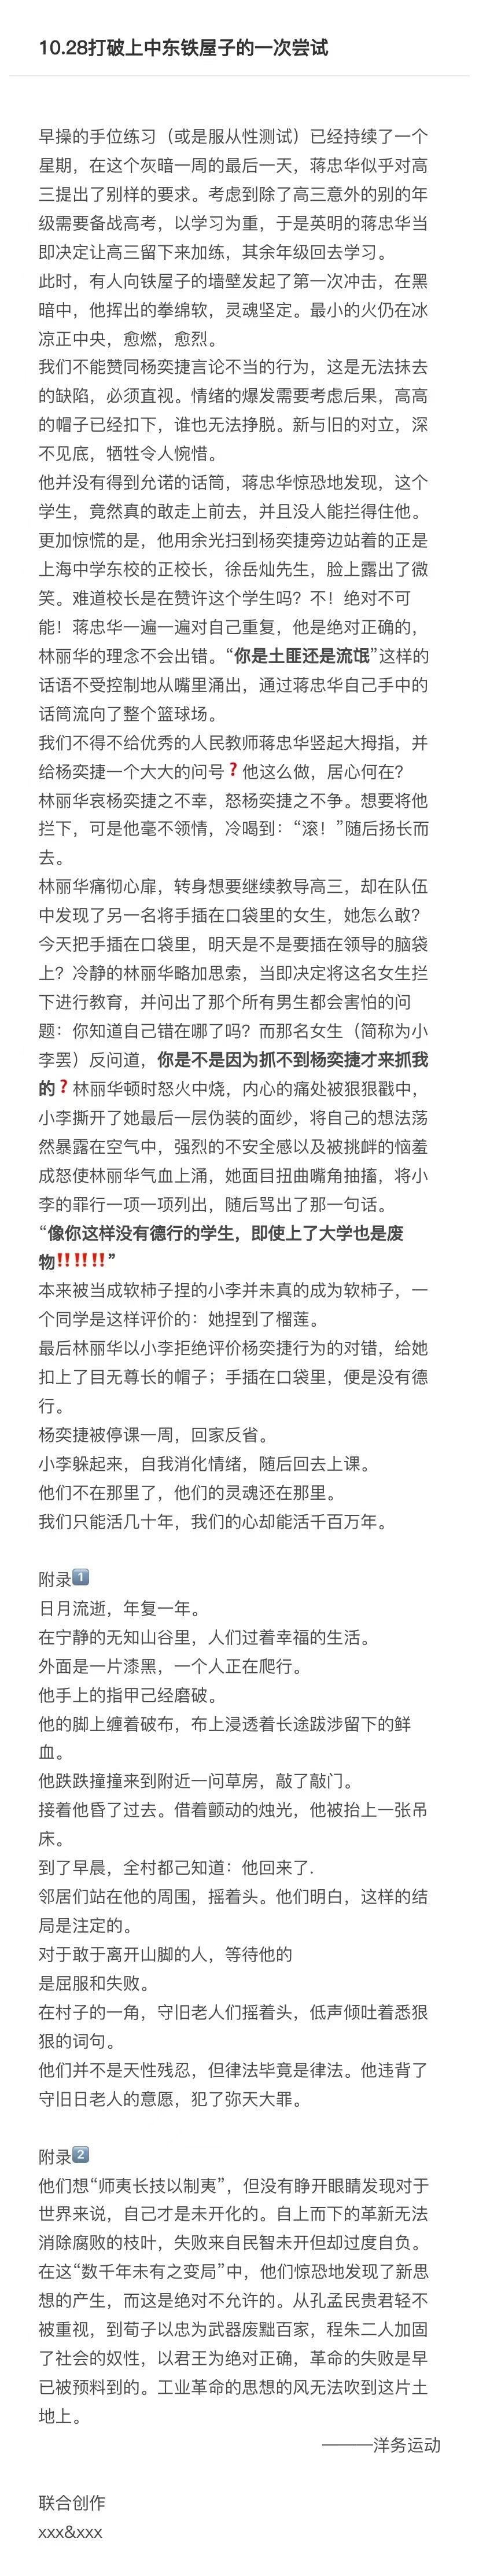 10.28打破上中东铁屋子的一次尝试
早操的手位练习（或是服从性测试）已经持续了一个
星期，在这个灰暗一周的最后一天，蒋忠华似乎对高
三提出了别样的要求。考虑到除了高三意外的别的年
级需要备战高考，以学习为重，于是英明的蒋忠华当
即决定让高三留下来加练，其余年级回去学习。
此时，有人向铁屋子的墙壁发起了第一次冲击，在黑
暗中，他挥出的拳绵软，灵魂坚定。最小的火仍在冰
凉正中央，愈燃，愈烈。
我们不能赞同杨奕捷言论不当的行为，这是无法抹去
的缺陷，必须直视。情绪的爆发需要考虑后果，高高
的帽子已经扣下，谁也无法挣脱。新与旧的对立，深
不见底，牺牲令人惋惜。
他并没有得到允诺的话筒，蒋忠华惊恐地发现，这个
学生，竟然真的敢走上前去，并且没人能拦得住他。
更加惊慌的是，他用余光扫到杨奕捷旁边站着的正是
上海中学东校的正校长，徐岳灿先生，脸上露出了微
笑。难道校长是在赞许这个学生吗？不！绝对不可
能！蒋忠华一遍一遍对自己重复，他是绝对正确的，
林丽华的理念不会出错。“你是土匪还是流氓”这样的
话语不受控制地从嘴里涌出，通过蒋忠华自己手中的
话筒流向了整个篮球场。
我们不得不给优秀的人民教师蒋忠华竖起大拇指，并
给杨奕捷一个大大的问号❓他这么做，居心何在？
林丽华哀杨奕捷之不幸，怒杨奕捷之不争。想要将他
拦下，可是他毫不领情，冷喝到：“滚！”随后扬长而
去。
林丽华痛彻心扉，转身想要继续教导高三，却在队伍
中发现了另一名将手插在口袋里的女生，她怎么敢？
今天把手插在口袋里，明天是不是要插在领导的脑袋
上？冷静的林丽华略加思索，当即决定将这名女生拦
下进行教育，并问出了那个所有男生都会害怕的问
题：你知道自己错在哪了吗？而那名女生（简称为小
李罢）反问道，你是不是因为抓不到杨奕捷才来抓我
的❓林丽华顿时怒火中烧，内心的痛处被狠狠戳中，
小李撕开了她最后一层伪装的面纱，将自己的想法荡
然暴露在空气中，强烈的不安全感以及被挑衅的恼羞
成怒使林丽华气血上涌，她面目扭曲嘴角抽搐，将小
李的罪行一项一项列出，随后骂出了那一句话。
“像你这样没有德行的学生，即使上了大学也是废
物‼️‼️‼️”
本来被当成软柿子捏的小李并未真的成为软柿子，一
个同学是这样评价的：她捏到了榴莲。
最后林丽华以小李拒绝评价杨奕捷行为的对错，给她
扣上了目无尊长的帽子；手插在口袋里，便是没有德
行。
杨奕捷被停课一周，回家反省。
小李躲起来，自我消化情绪，随后回去上课。
他们不在那里了，他们的灵魂还在那里。
我们只能活几十年，我们的心却能活千百万年。
附录1️⃣
日月流逝，年复一年。
在宁静的无知山谷里，人们过着幸福的生活。
外面是一片漆黑，一个人正在爬行。
他手上的指甲己经磨破。
他的脚上缠着破布，布上浸透着长途跋涉留下的鲜
血。
他跌跌撞撞来到附近一问草房，敲了敲门。
接着他昏了过去。借着颤动的烛光，他被抬上一张吊
床。
到了早晨，全村都己知道：他回来了.
邻居们站在他的周围，摇着头。他们明白，这样的结
局是注定的。
对于敢于离开山脚的人，等待他的
是屈服和失败。
在村子的一角，守旧老人们摇着头，低声倾吐着悉狠
狠的词句。
他们并不是天性残忍，但律法毕竟是律法。他违背了
守旧日老人的意愿，犯了弥天大罪。
附录2️⃣
他们想“师夷长技以制夷”，但没有睁开眼睛发现对于
世界来说，自己才是未开化的。自上而下的革新无法
消除腐败的枝叶，失败来自民智未开但却过度自负。
在这“数千年未有之变局”中，他们惊恐地发现了新思
想的产生，而这是绝对不允许的。从孔孟民贵君轻不
被重视，到荀子以忠为武器废黜百家，程朱二人加固
了社会的奴性，以君王为绝对正确，革命的失败是早
已被预料到的。工业革命的思想的风无法吹到这片土
地上。
———洋务运动
联合创作
xxx&xxx